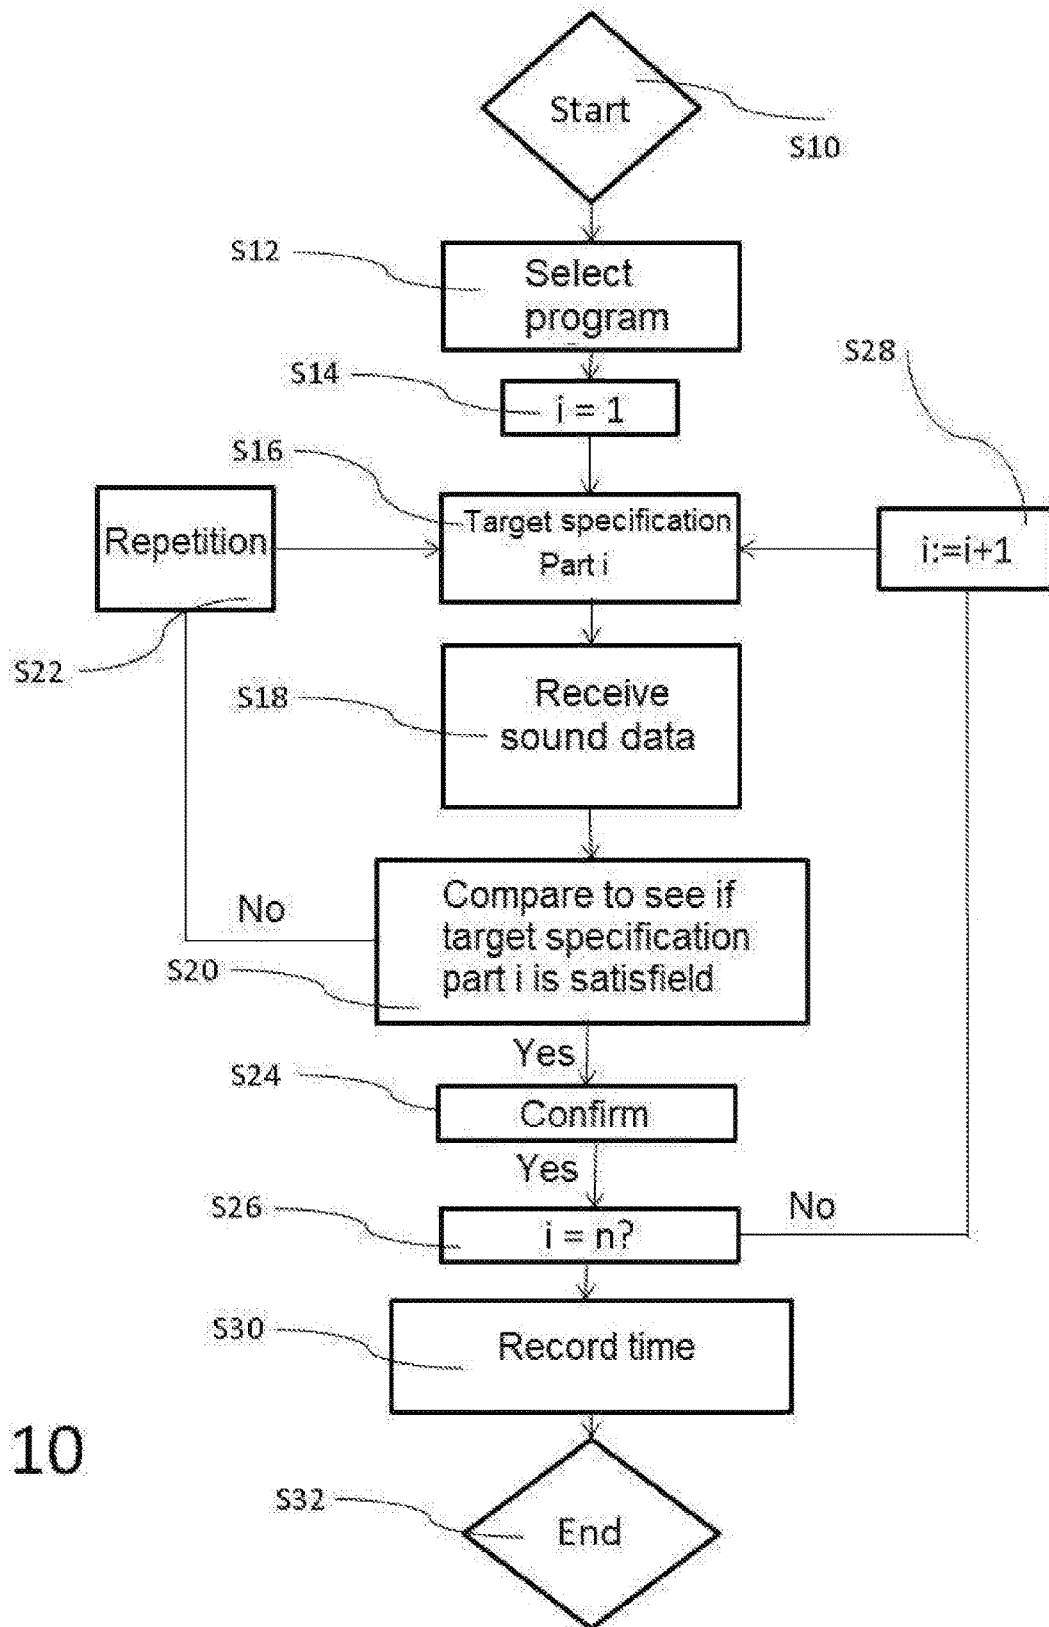 Start
S10
S12
Select
program
S14
i = 1
S28
S16
Repetition
Target specification
Part i
i:=i+1
S22
S18
Receive
sound data
No
Compare to see if
target specification
part i is satisfield
S20
Yes
S24
Confirm
Yes
S26
i = n?
No
S30
Record time
10
S32
End